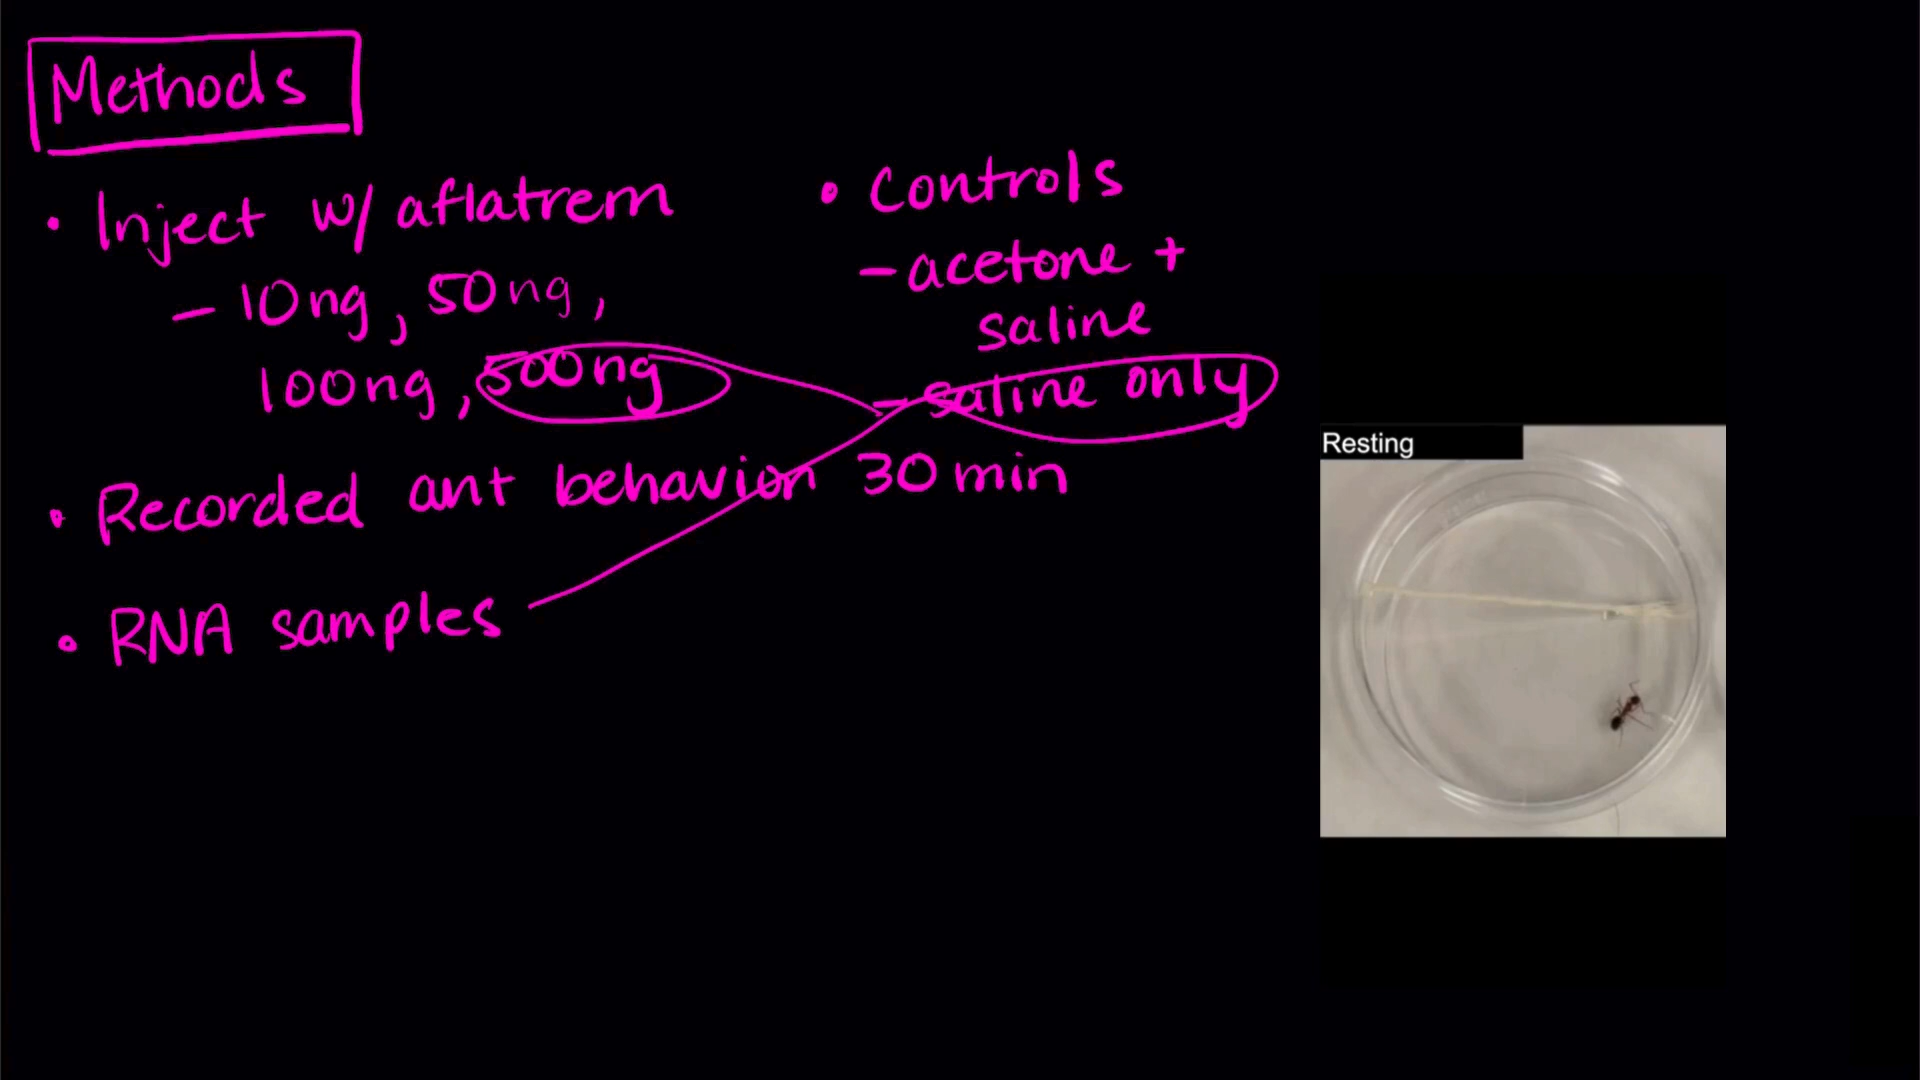 Methods
• Inject w/ aflatrem
- 10ng, 50ng,
100ng, 500ng
• Recorded ant behavior 30 min
• RNA samples
• Controls
- acetone +
saline
- saline only
Resting